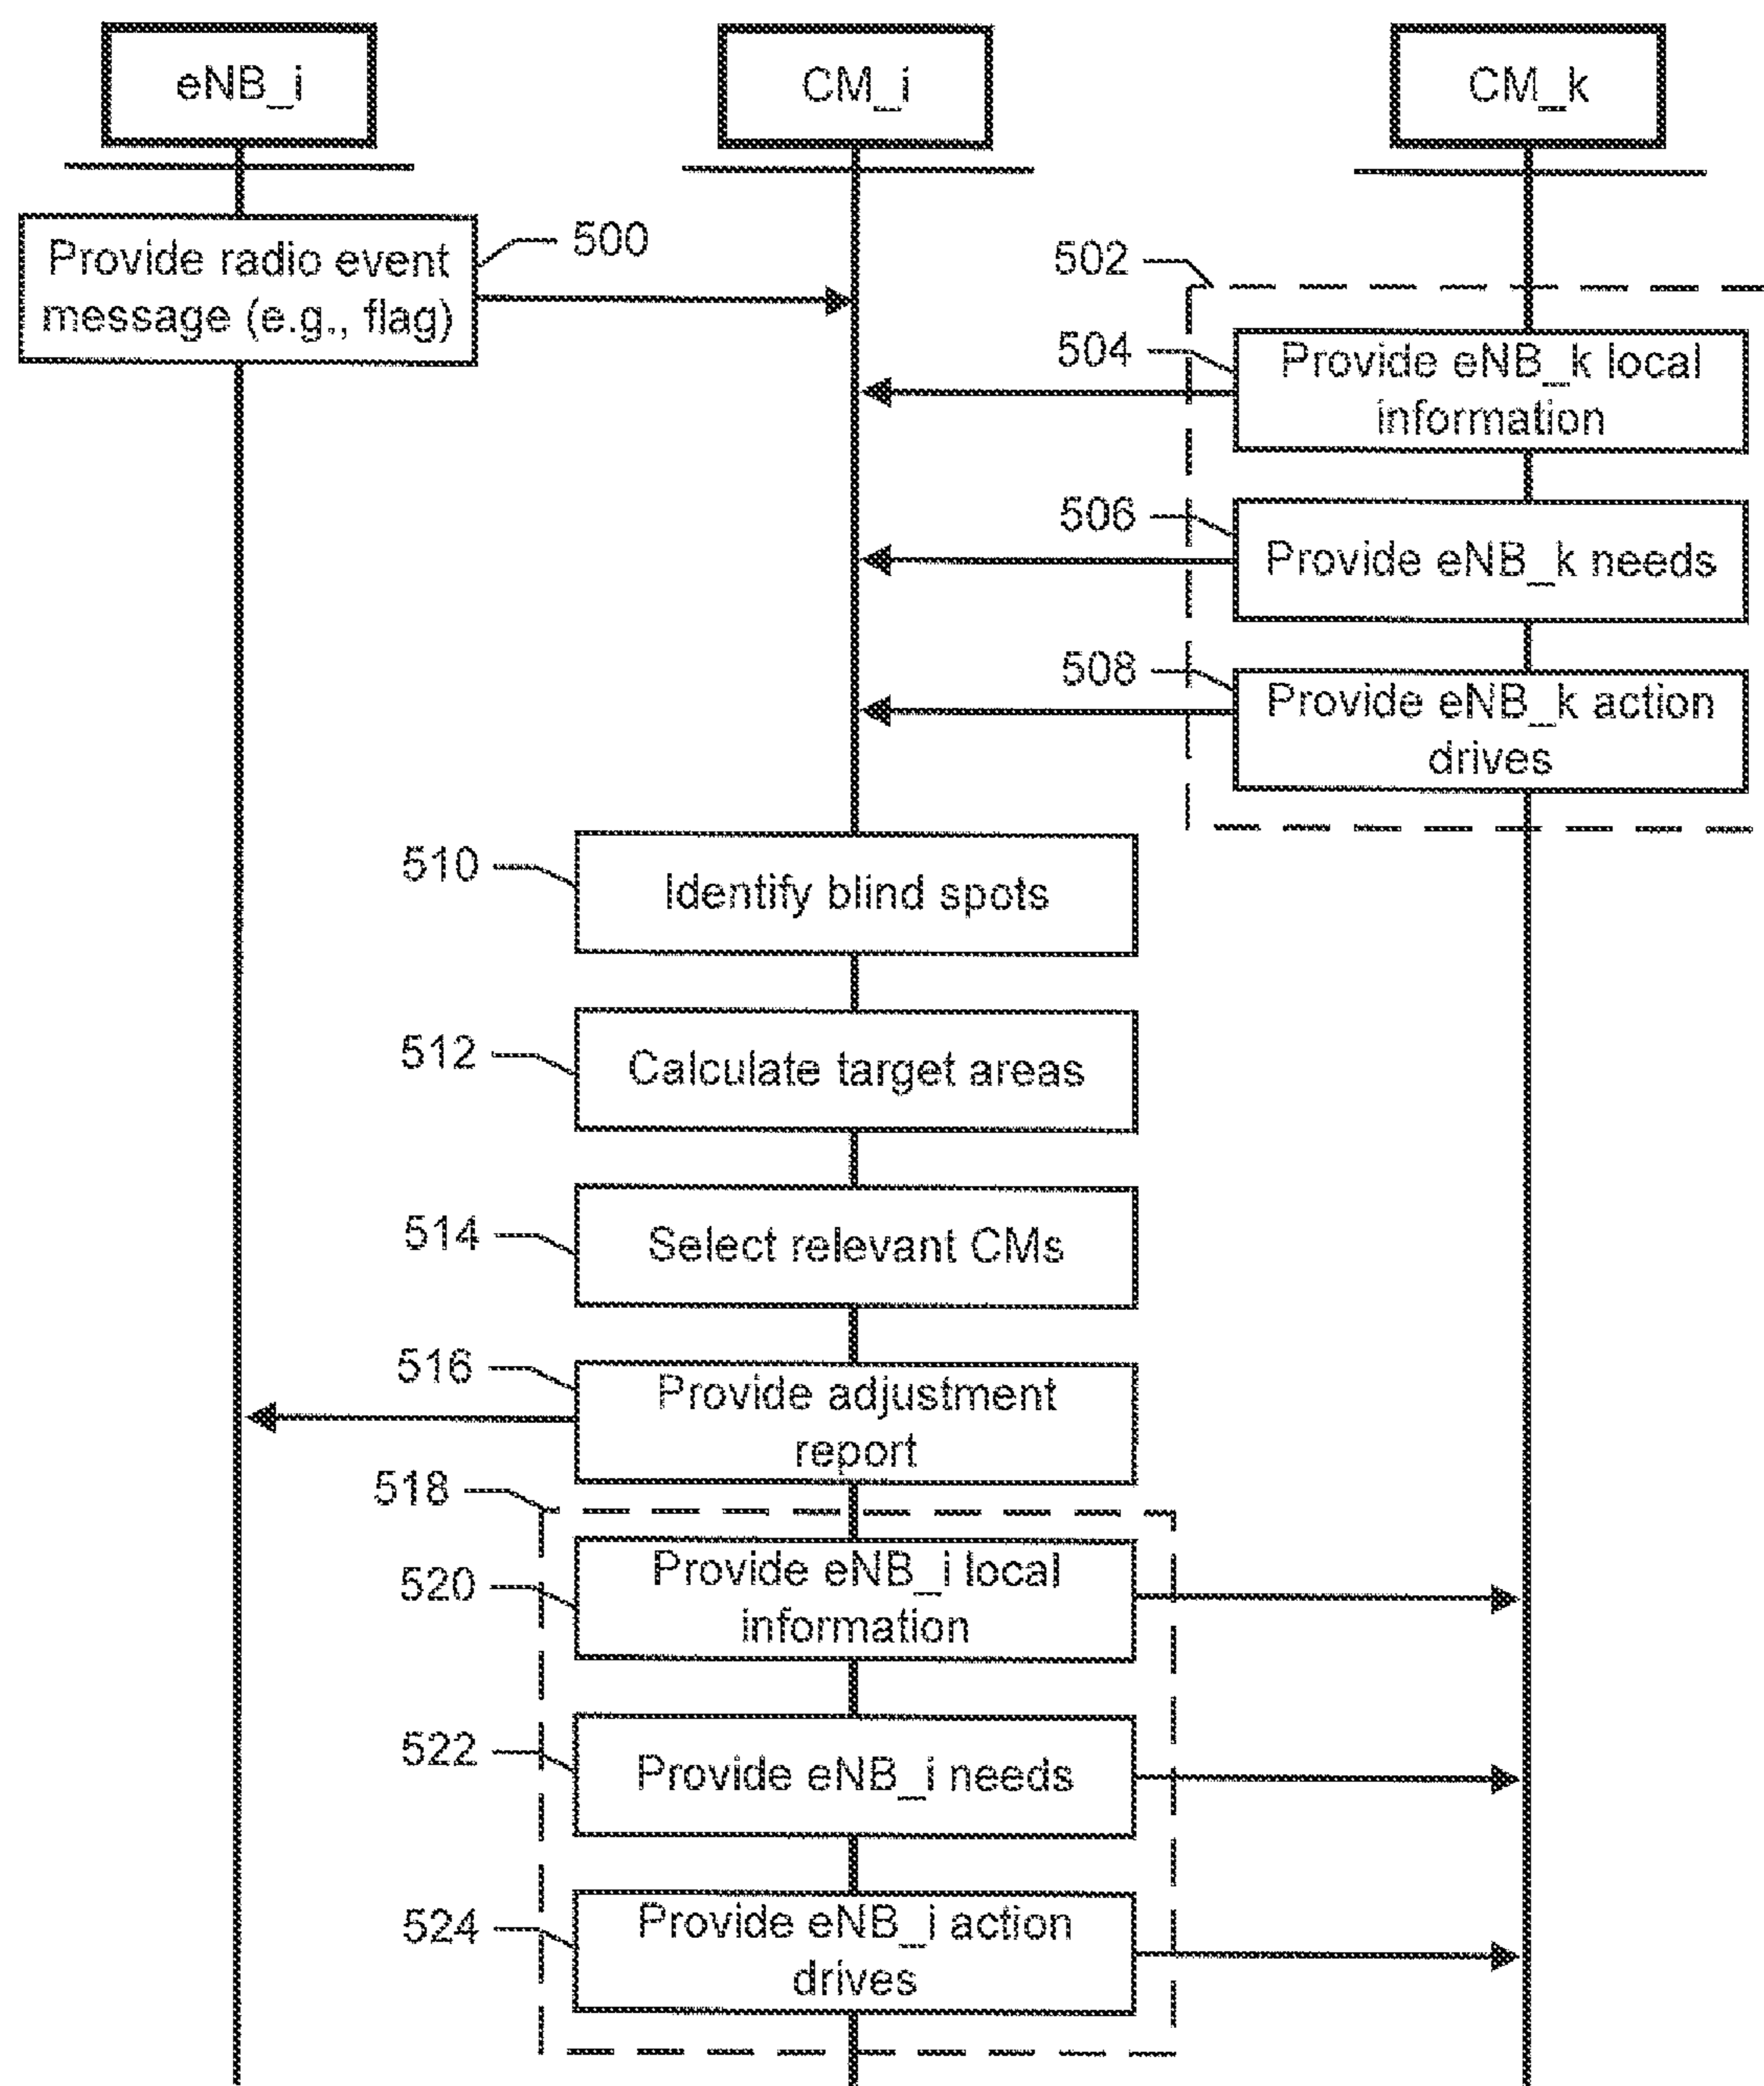 eNB_i
CM_i
CM_k
Provide radio event
message (e.g., flag)
500
502
504
Provide eNB_k local
information
506
Provide eNB_k needs
508
Provide eNB_k action
drives
510
Identify blind spots
512
Calculate target areas
514
Select relevant CMs
516
Provide adjustment
report
518
520
Provide eNB_i local
information
522
Provide eNB_i needs
524
Provide eNB_i action
drives